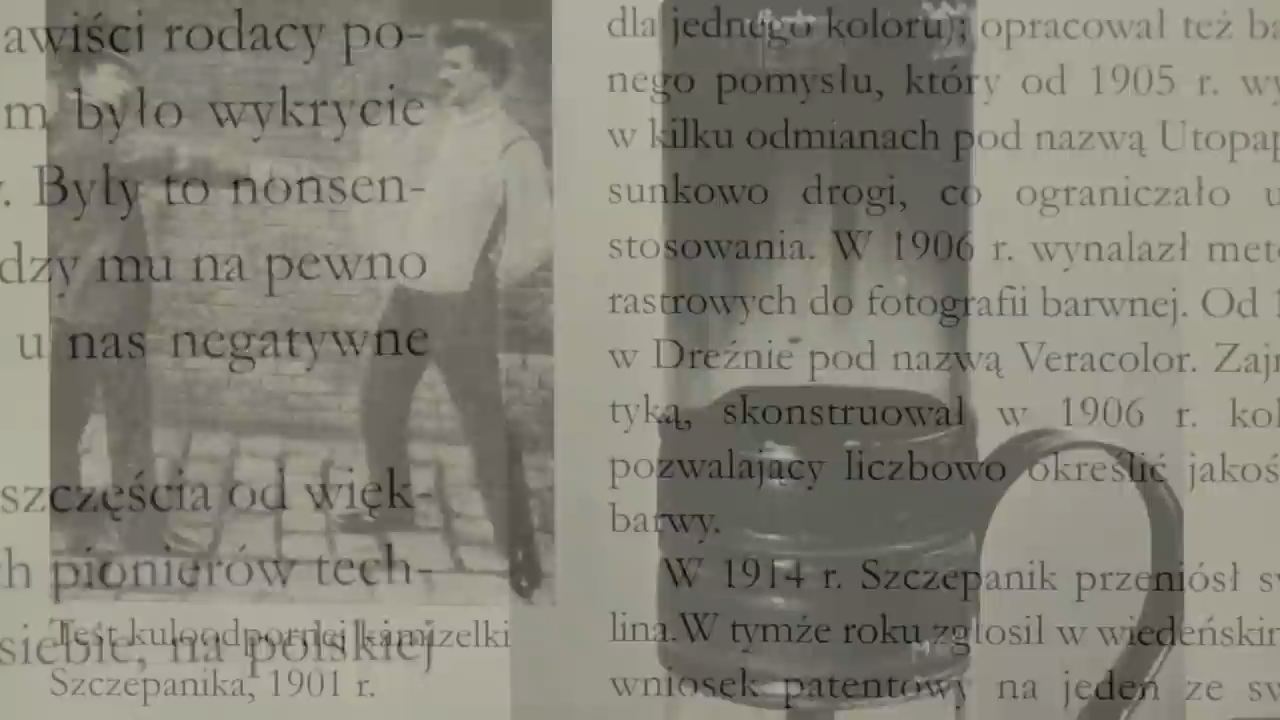 awiści rodacy po-
m było wykrycie
. Były to nonsen-
dzy mu na pewno
u nas negatywne
szczęścia od więk-
h pionierów tech-
siebie, na polskiej
Test kuloodpornej kamizelki
Szczepanika, 1901 r.
dla jednego koloru); opracował też ba
nego pomysłu, który od 1905 r. wy
w kilku odmianach pod nazwą Utopap
sunkowo drogi, co ograniczało u
stosowania. W 1906 r. wynalazł met
rastrowych do fotografii barwnej. Od
w Dreźnie pod nazwą Veracolor. Zaj
tyką, skonstruował w 1906 r. kol
pozwalający liczbowo określić jakoś
barwy.
W 1914 r. Szczepanik przeniósł sw
lina.W tymże roku zgłosił w wiedeńskim
wniosek patentowy na jeden ze sw